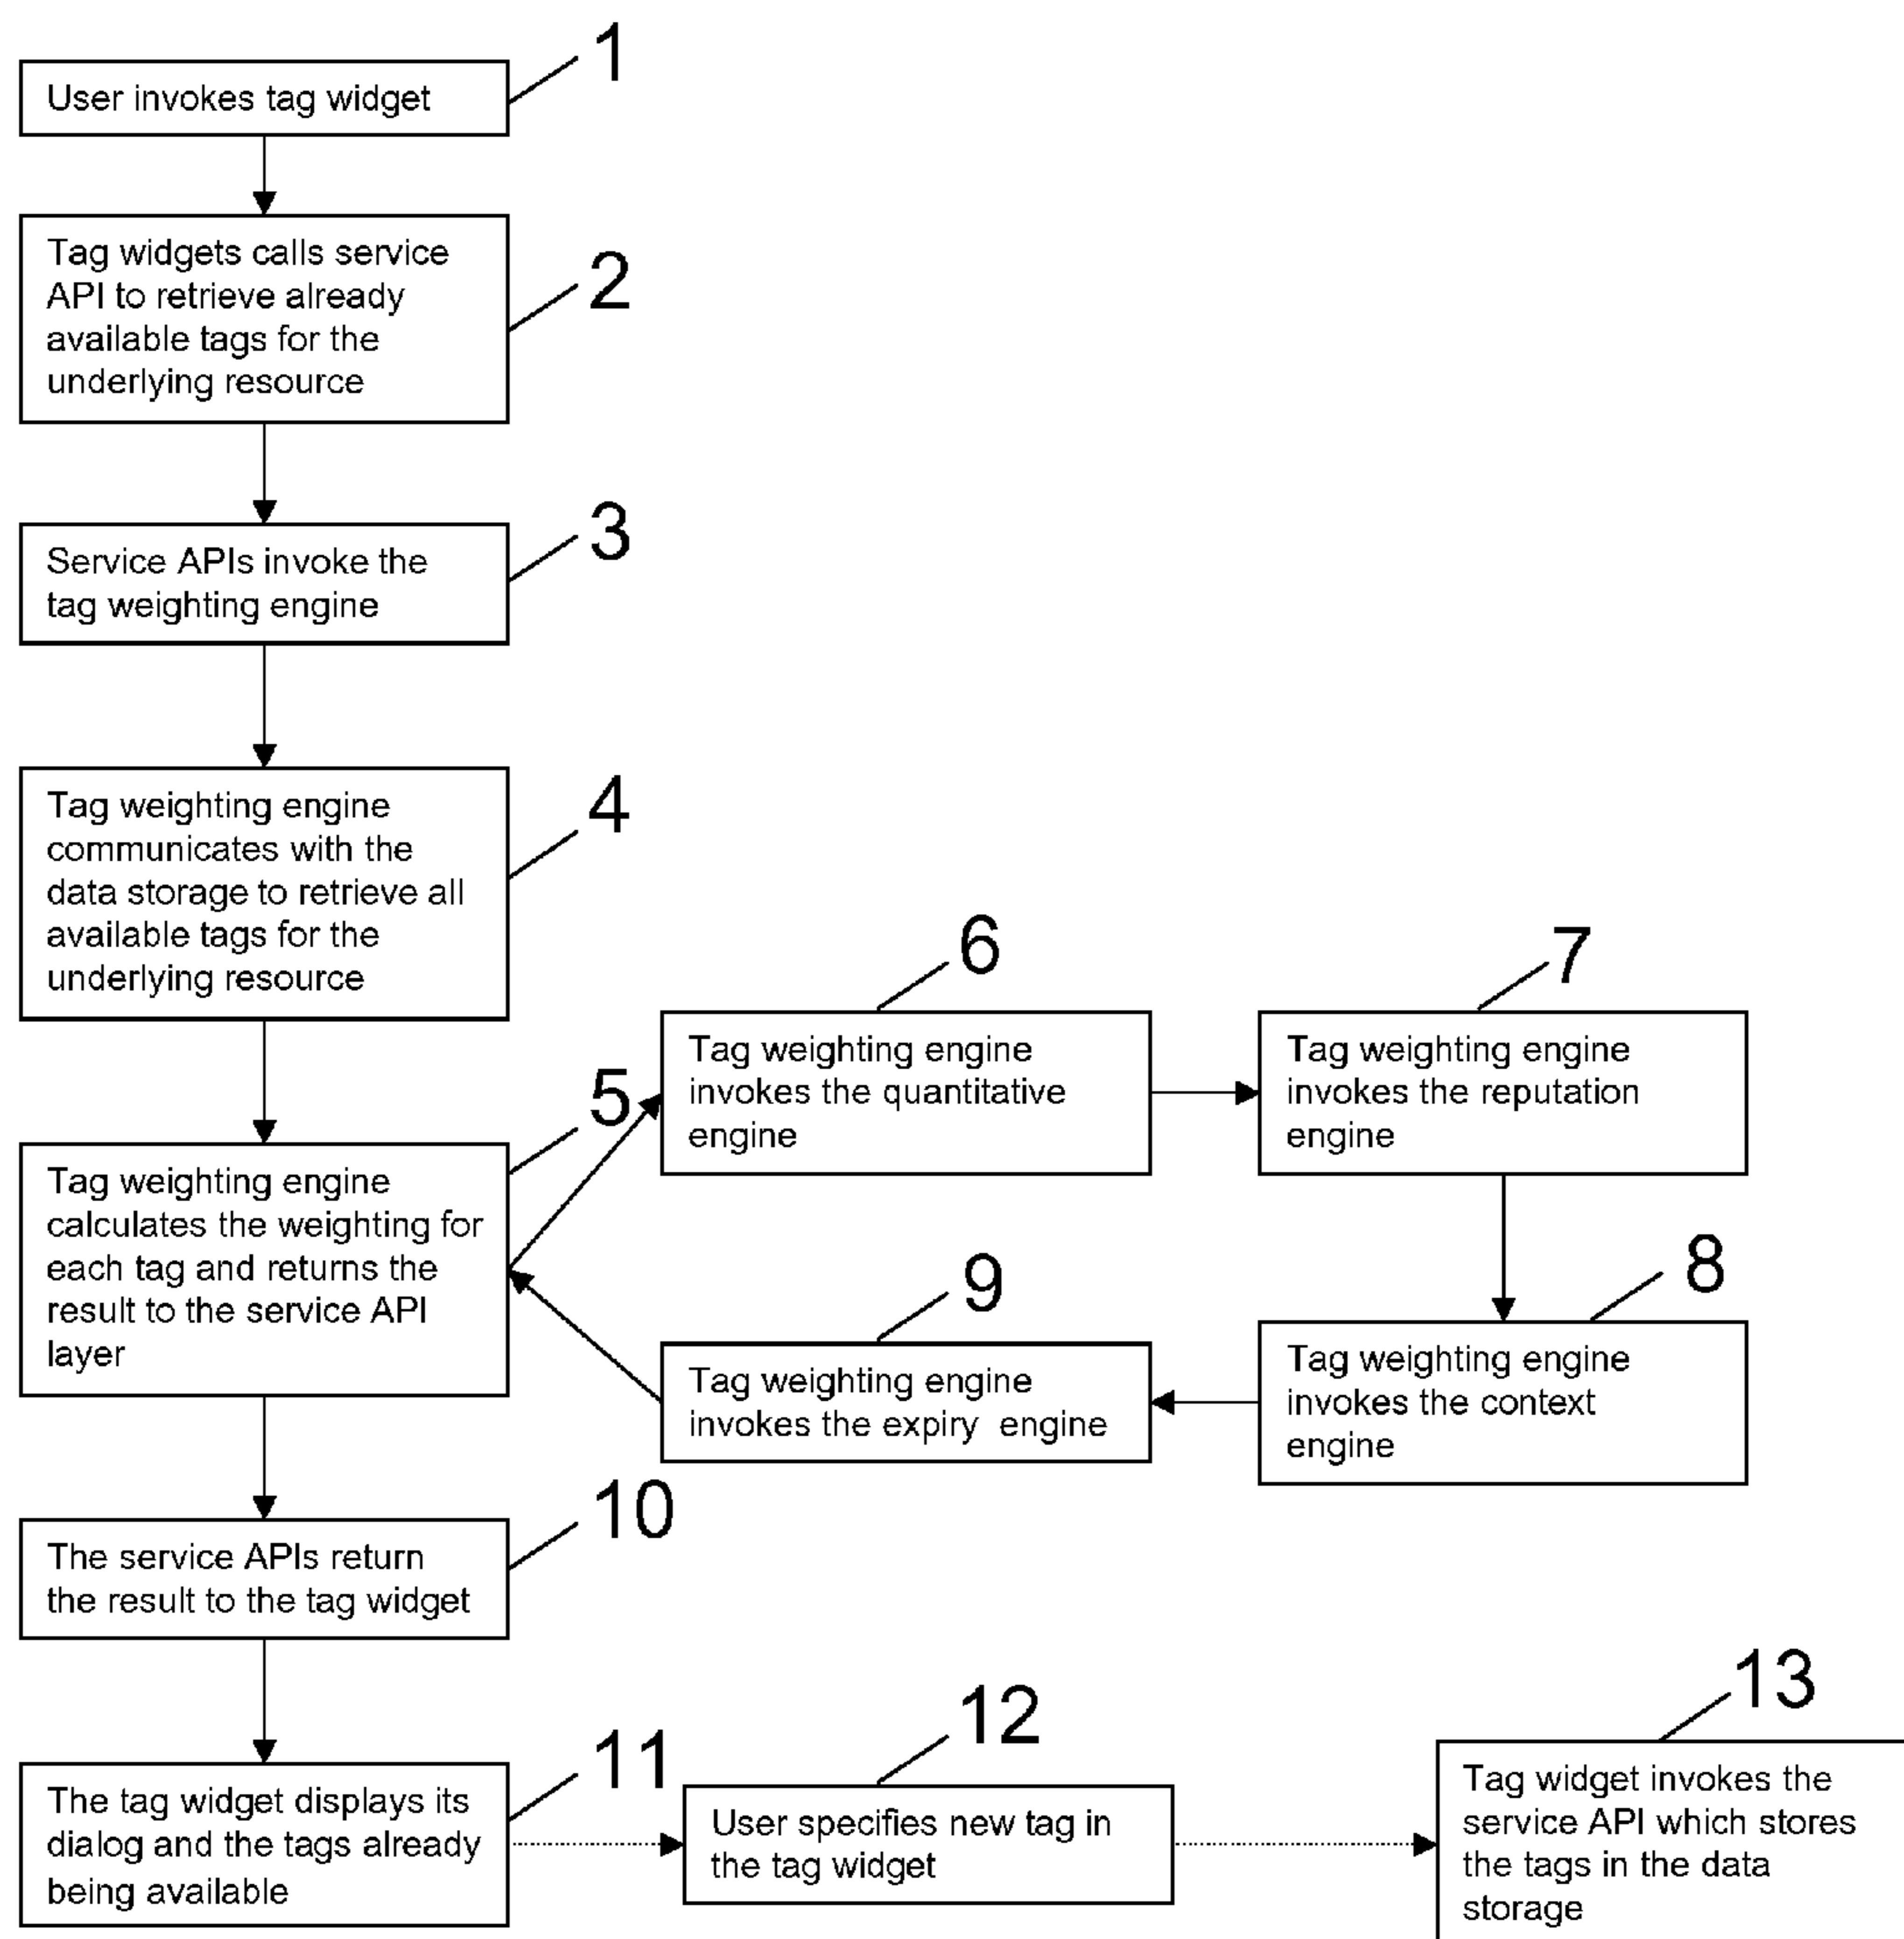 1
User invokes tag widget
2
Tag widgets calls service
API to retrieve already
available tags for the
underlying resource
3
Service APIs invoke the
tag weighting engine
4
Tag weighting engine
communicates with the
data storage to retrieve all
available tags for the
underlying resource
5
Tag weighting engine
calculates the weighting for
each tag and returns the
result to the service API
layer
6
Tag weighting engine
invokes the quantitative
engine
7
Tag weighting engine
invokes the reputation
engine
8
Tag weighting engine
invokes the context
engine
9
Tag weighting engine
invokes the expiry engine
10
The service APIs return
the result to the tag widget
11
The tag widget displays its
dialog and the tags already
being available
12
User specifies new tag in
the tag widget
13
Tag widget invokes the
service API which stores
the tags in the data
storage